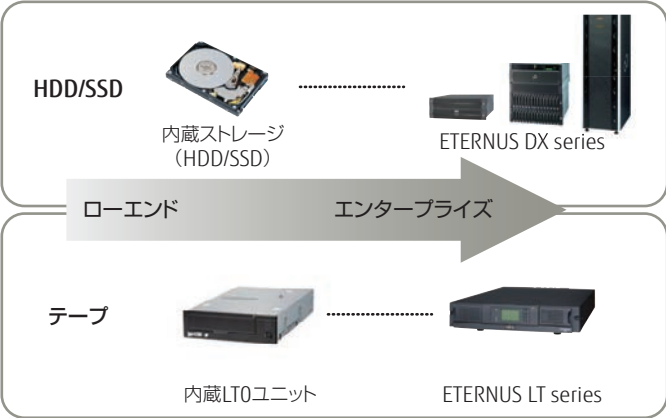 HDD/SSD
内蔵ストレージ
（HDD/SSD）
ETERNUS DX series
ローエンド
エンタープライズ
テープ
内蔵LTOユニット
ETERNUS LT series